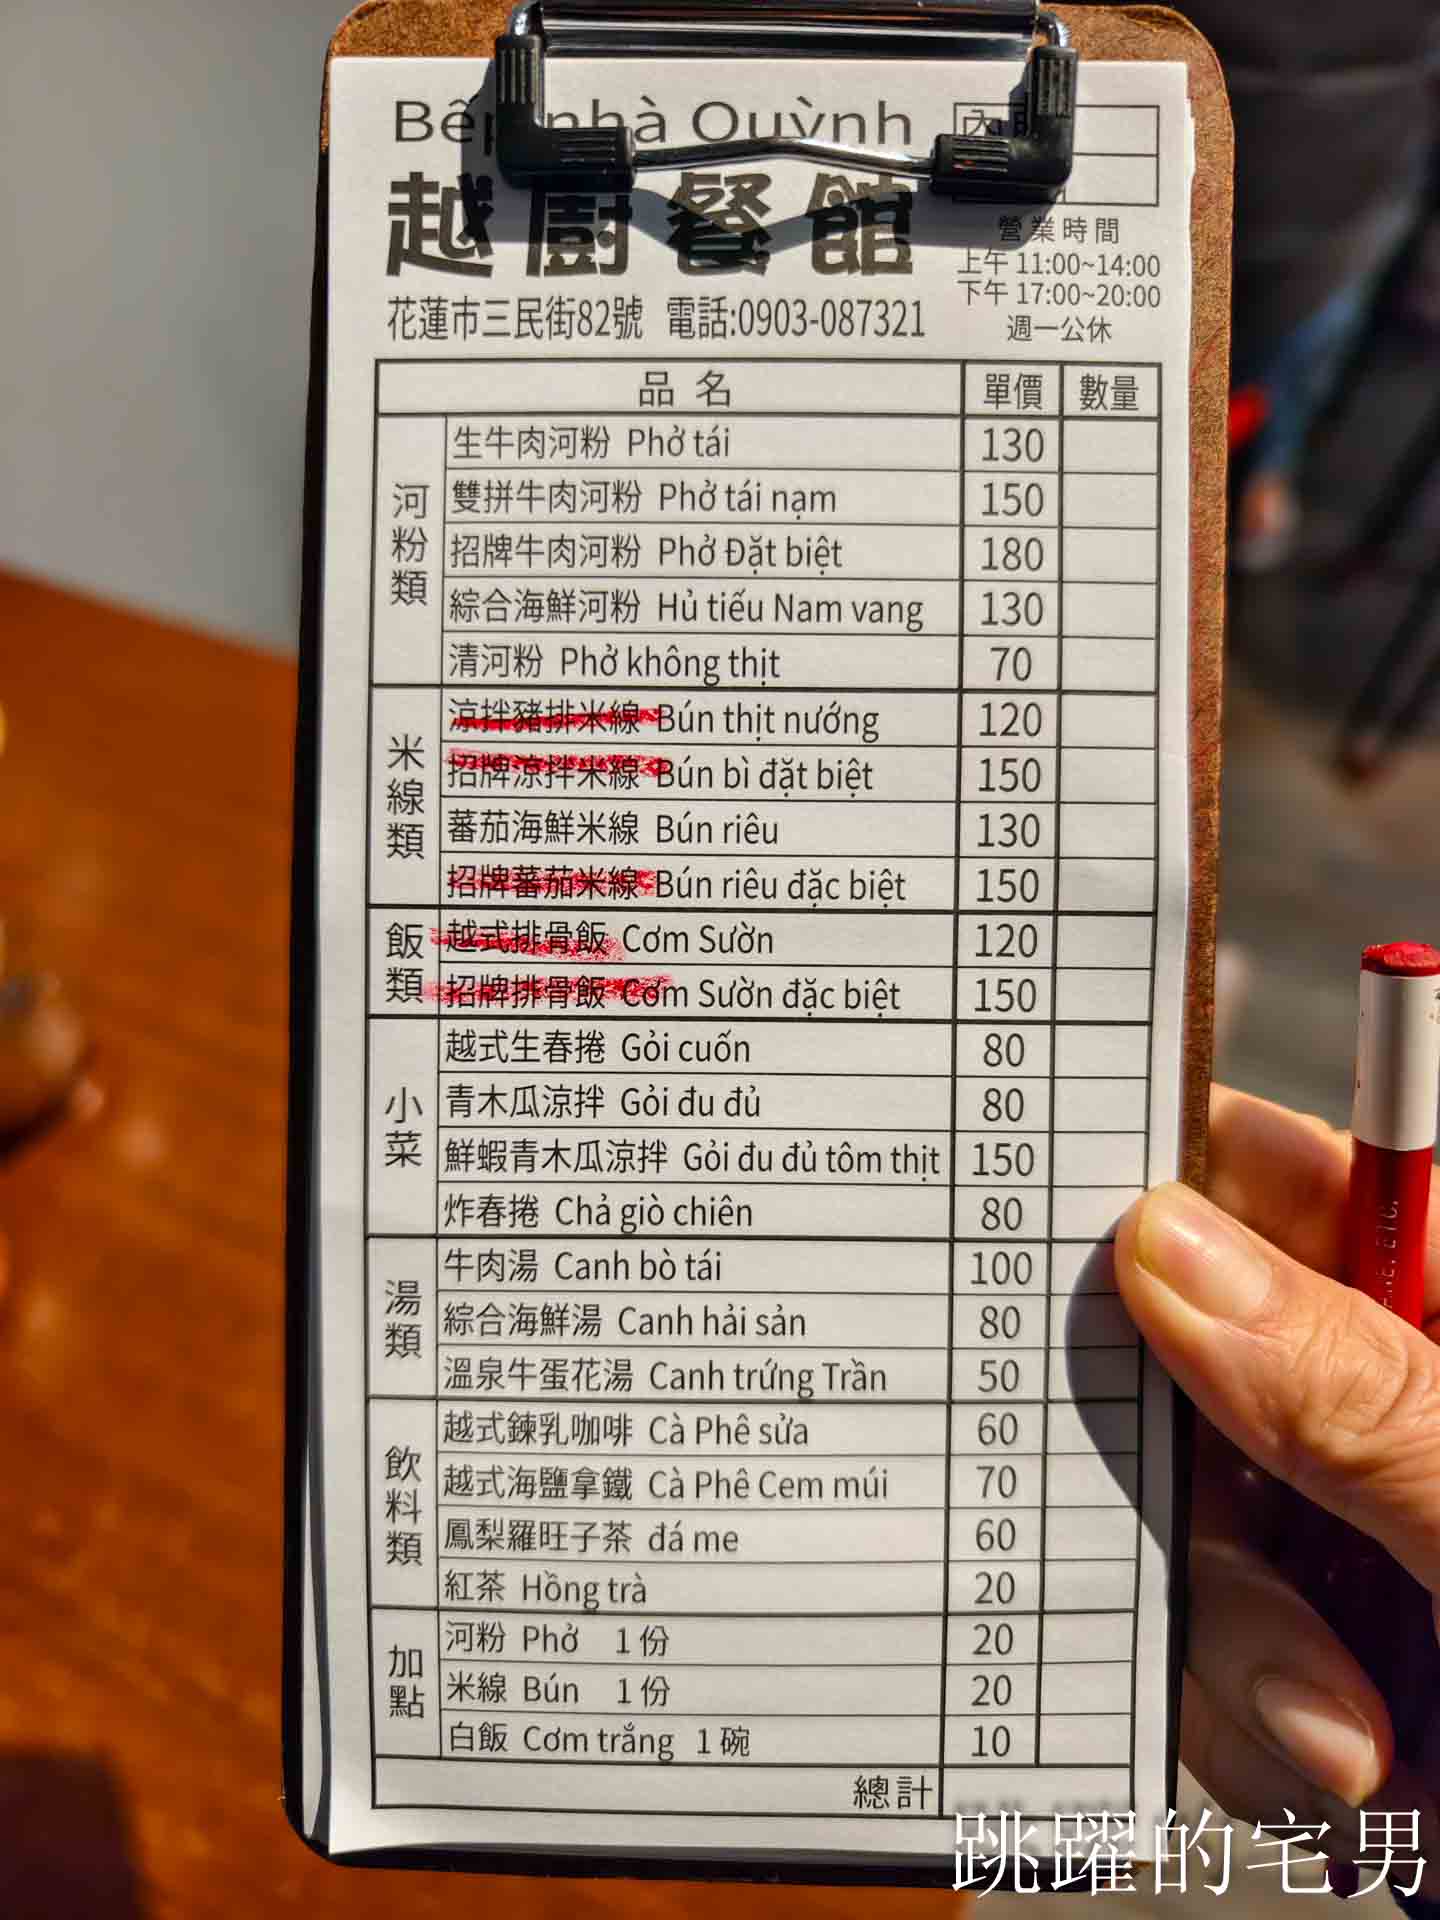 nhà Quỳnh
越廚餐館
營業時間
上午 11:00~14:00
下午 17:00~20:00
週一公休
花蓮市三民街82號 電話:0903-087321
品名 單價 數量
河粉類
生牛肉河粉 Phở tái 130
雙拼牛肉河粉 Phở tái nạm 150
招牌牛肉河粉 Phở Đặt biệt 180
綜合海鮮河粉 Hủ tiếu Nam vang 130
清河粉 Phở không thịt 70
米線類
涼拌豬排米線 Bún thịt nướng 120
招牌涼拌米線 Bún bì đặt biệt 150
蕃茄海鮮米線 Bún riêu 130
招牌蕃茄米線 Bún riêu đặc biệt 150
飯類
越式排骨飯 Cơm Sườn 120
招牌排骨飯 Cơm Sườn đặc biệt 150
小菜
越式生春捲 Gỏi cuốn 80
青木瓜涼拌 Gỏi đu đủ 80
鮮蝦青木瓜涼拌 Gỏi đu đủ tôm thịt 150
炸春捲 Chả giò chiên 80
湯類
牛肉湯 Canh bò tái 100
綜合海鮮湯 Canh hải sản 80
溫泉牛蛋花湯 Canh trứng Trần 50
飲料類
越式鍊乳咖啡 Cà Phê sửa 60
越式海鹽拿鐵 Cà Phê Cem múi 70
鳳梨羅旺子茶 đá me 60
紅茶 Hồng trà 20
加點
河粉 Phở 1份 20
米線 Bún 1份 20
白飯 Cơm trắng 1碗 10
總計
跳躍的宅男